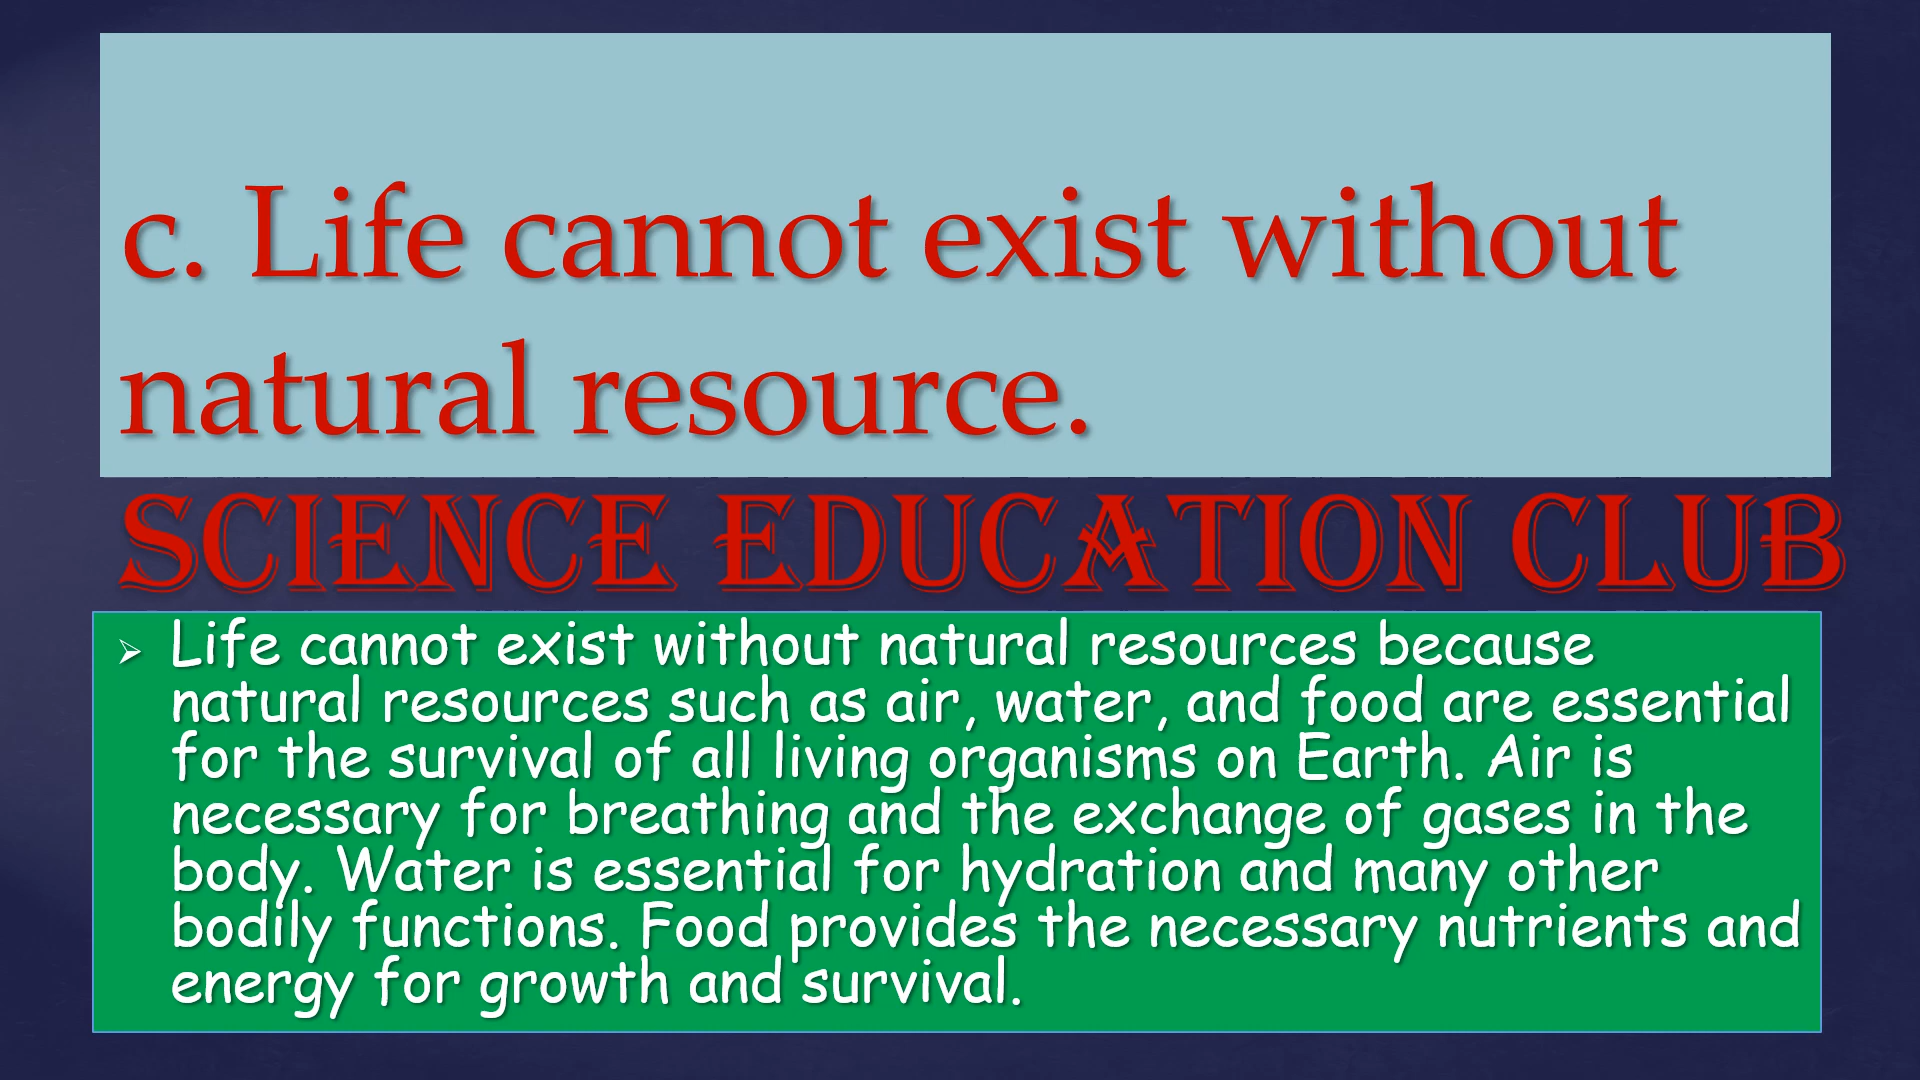 c. Life cannot exist without
natural resource.
SCIENCE EDUCATION CLUB
➢ Life cannot exist without natural resources because
natural resources such as air, water, and food are essential
for the survival of all living organisms on Earth. Air is
necessary for breathing and the exchange of gases in the
body. Water is essential for hydration and many other
bodily functions. Food provides the necessary nutrients and
energy for growth and survival.